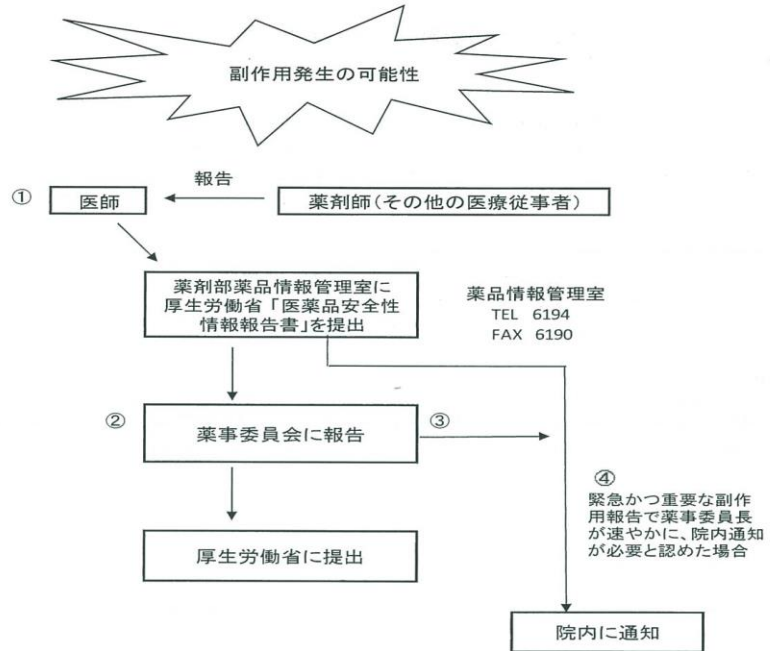 副作用発生の可能性
報告
① 医師
薬剤師(その他の医療従事者)
薬剤部薬品情報管理室に
厚生労働省「医薬品安全性
情報報告書」を提出
薬品情報管理室
TEL 6194
FAX 6190
② 薬事委員会に報告 ③
④
緊急かつ重要な副作
用報告で薬事委員長
が速やかに、院内通知
が必要と認めた場合
厚生労働省に提出
院内に通知